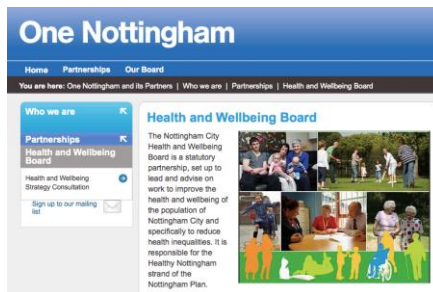 One Nottingham
Home Partnerships Our Board
You are here: One Nottingham and its Partners | Who we are | Partnerships | Health and Wellbeing Board
Who we are
Partnerships
Health and Wellbeing
Board
Health and Wellbeing
Strategy Consultation
Sign up to our mailing
list
Health and Wellbeing Board
The Nottingham City
Health and Wellbeing
Board is a statutory
partnership, set up to
lead and advise on
work to improve the
health and wellbeing of
the population of
Nottingham City and
specifically to reduce
health inequalities. It is
responsible for the
Healthy Nottingham
strand of the
Nottingham Plan.